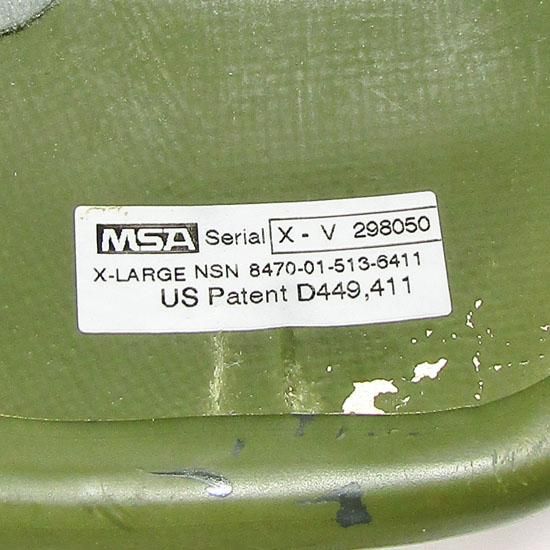 MSA Serial X - V 298050
X-LARGE NSN 8470-01-513-6411
US Patent D449,411